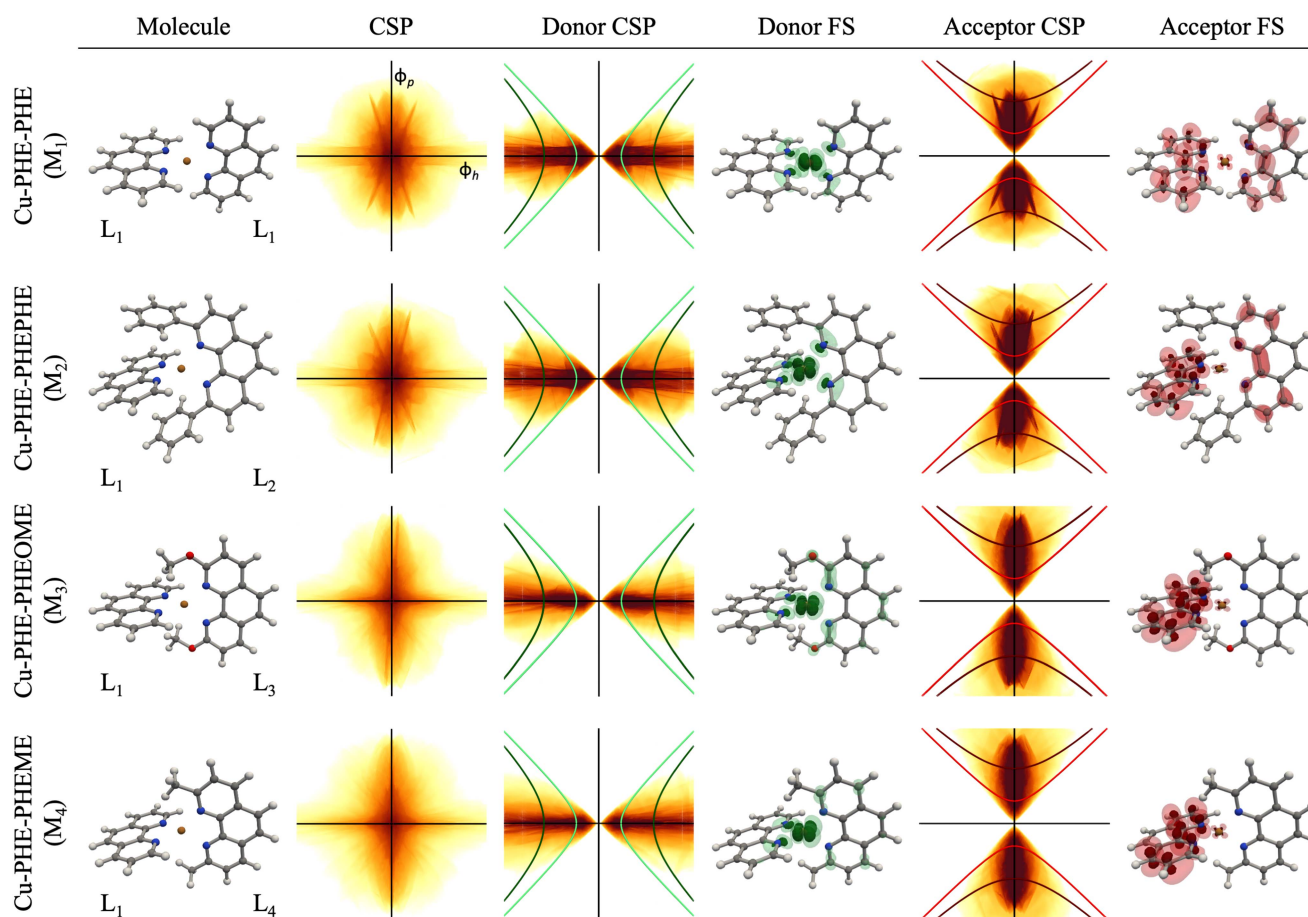 Molecule CSP Donor CSP Donor FS Acceptor CSP Acceptor FS
Cu-PHE-PHE
(M₁)
ϕₚ
ϕₕ
L₁ L₁
Cu-PHE-PHEPHE
(M₂)
L₁ L₂
Cu-PHE-PHEOME
(M₃)
L₁ L₃
Cu-PHE-PHEME
(M₄)
L₁ L₄